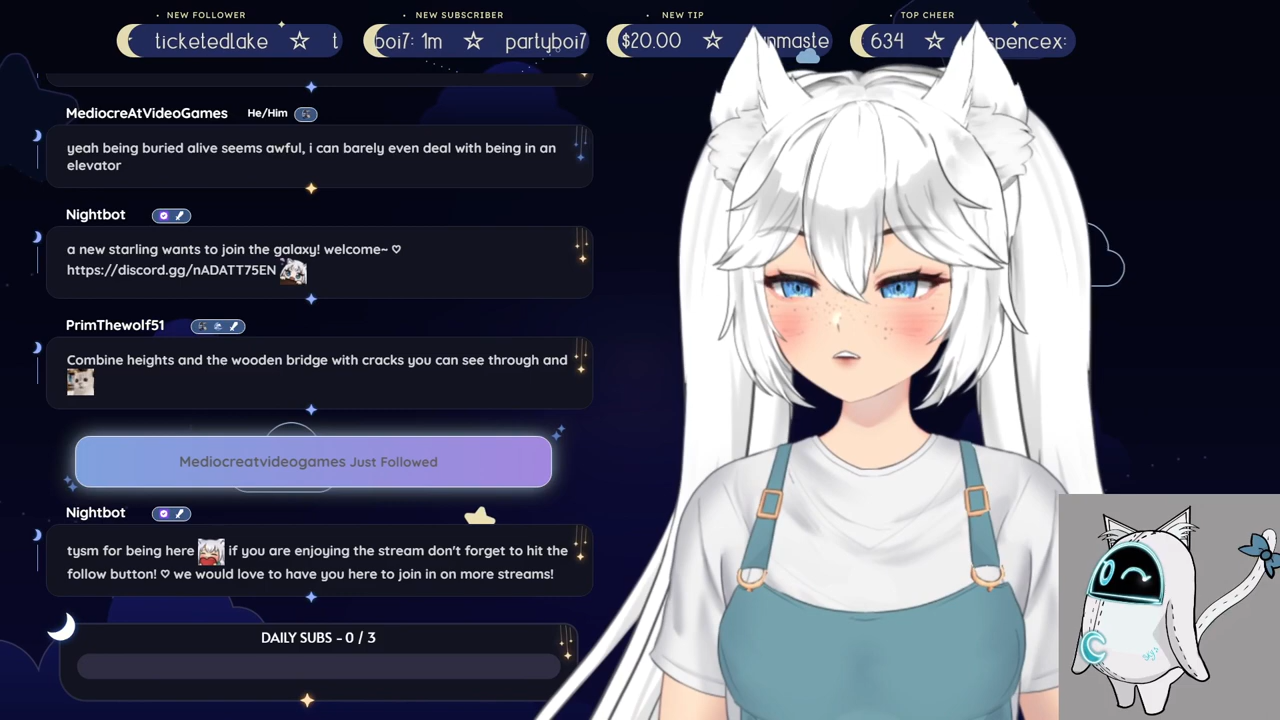 NEW FOLLOWER
NEW SUBSCRIBER
NEW TIP
TOP CHEER
ticketedlake ☆ t
boi7: 1m ☆ partyboi7
$20.00 ☆
634 ☆ spencex:
MediocreAtVideoGames He/Him
yeah being buried alive seems awful, i can barely even deal with being in an
elevator
Nightbot
a new starling wants to join the galaxy! welcome~ ♡
https://discord.gg/nADATT75EN
PrimThewolf51
Combine heights and the wooden bridge with cracks you can see through and
Mediocreatvideogames Just Followed
Nightbot
tysm for being here if you are enjoying the stream don't forget to hit the
follow button! ♡ we would love to have you here to join in on more streams!
DAILY SUBS - 0 / 3